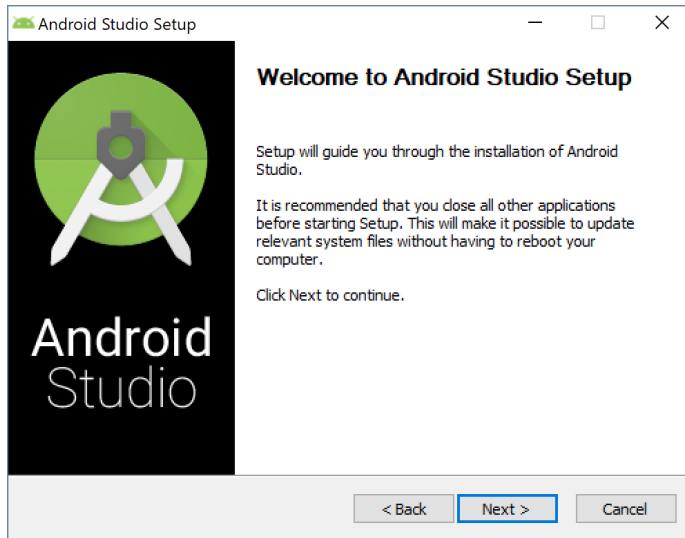 Android Studio Setup
Welcome to Android Studio Setup
Setup will guide you through the installation of Android
Studio.
It is recommended that you close all other applications
before starting Setup. This will make it possible to update
relevant system files without having to reboot your
computer.
Click Next to continue.
Android
Studio
< Back
Next >
Cancel